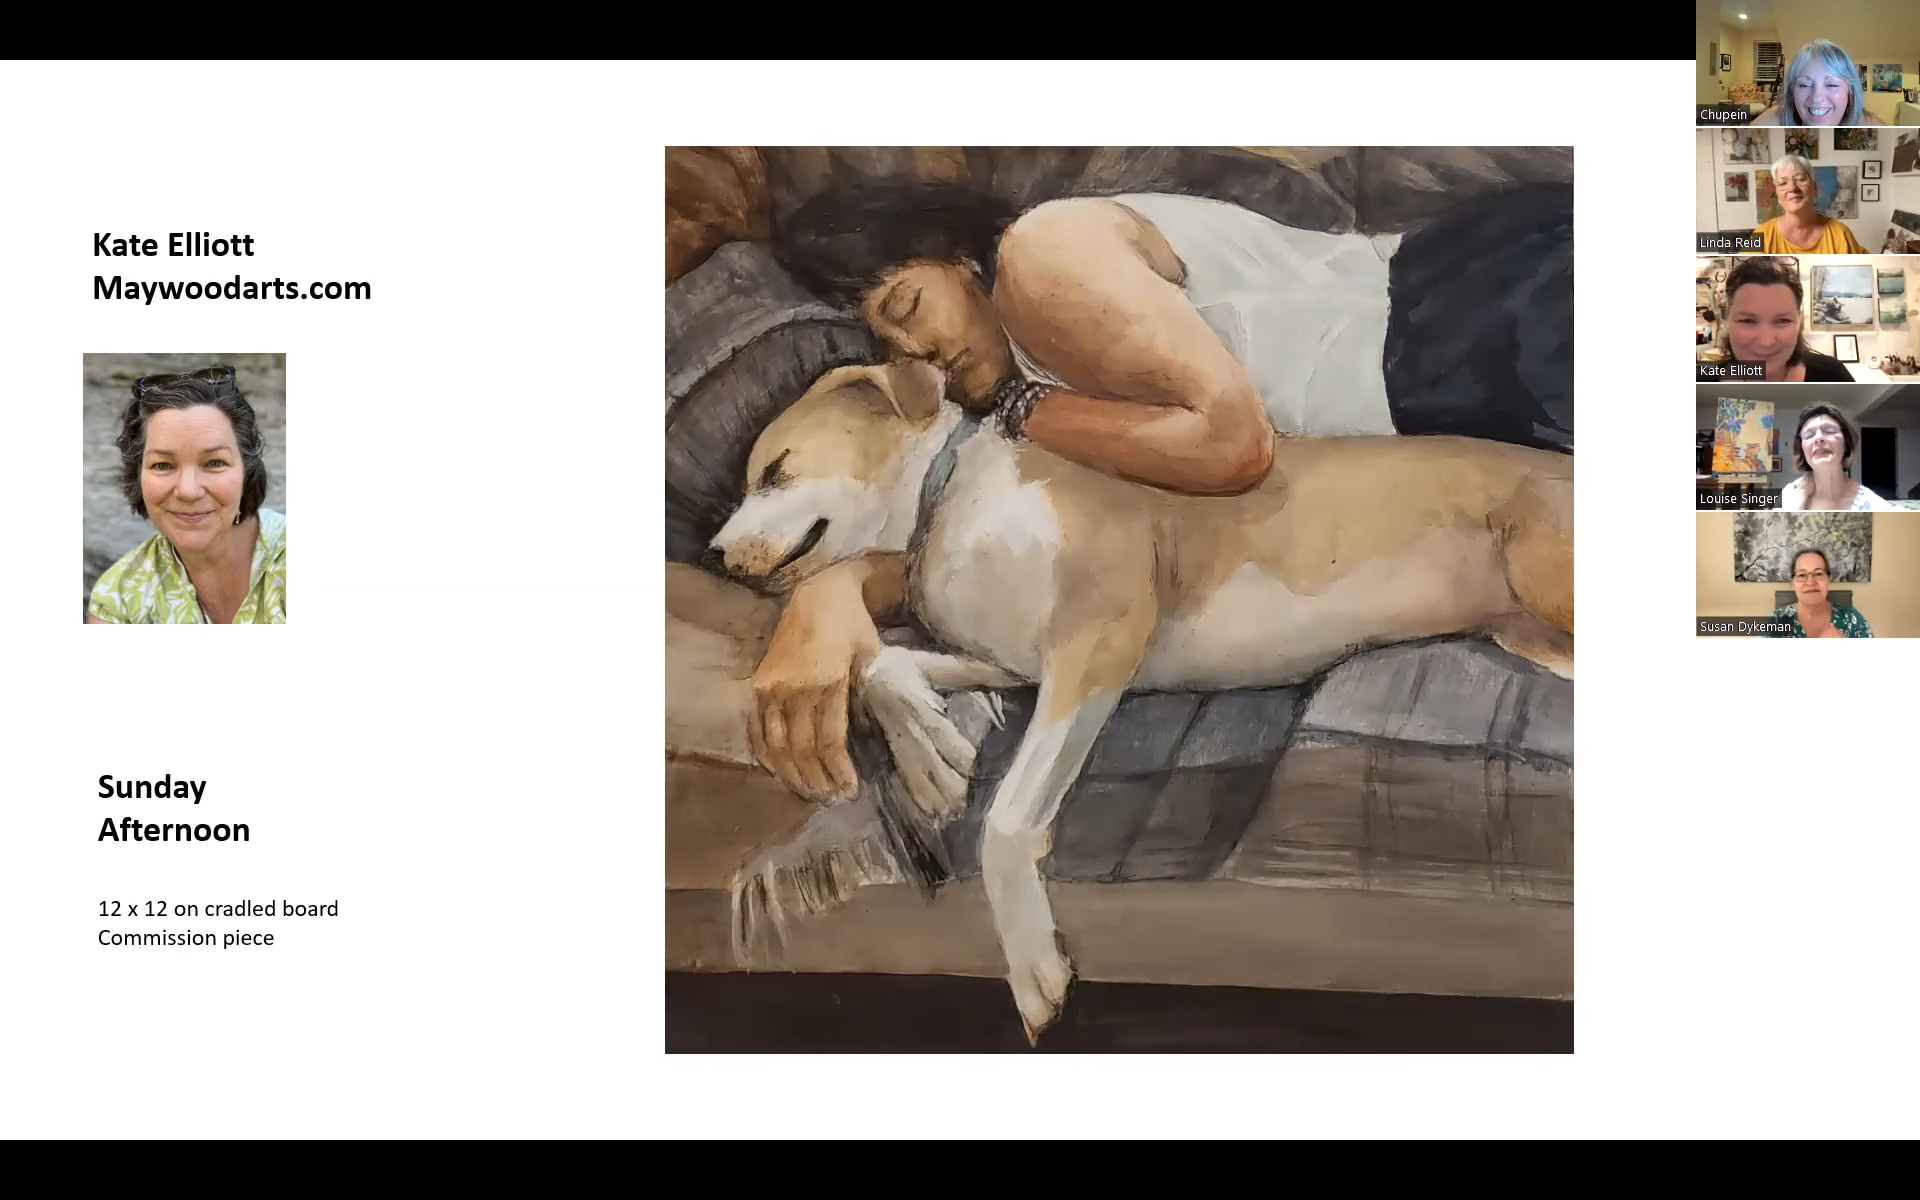 Kate Elliott
Maywoodarts.com
Sunday
Afternoon
12 x 12 on cradled board
Commission piece
Chupein
Linda Reid
Kate Elliott
Louise Singer
Susan Dykeman